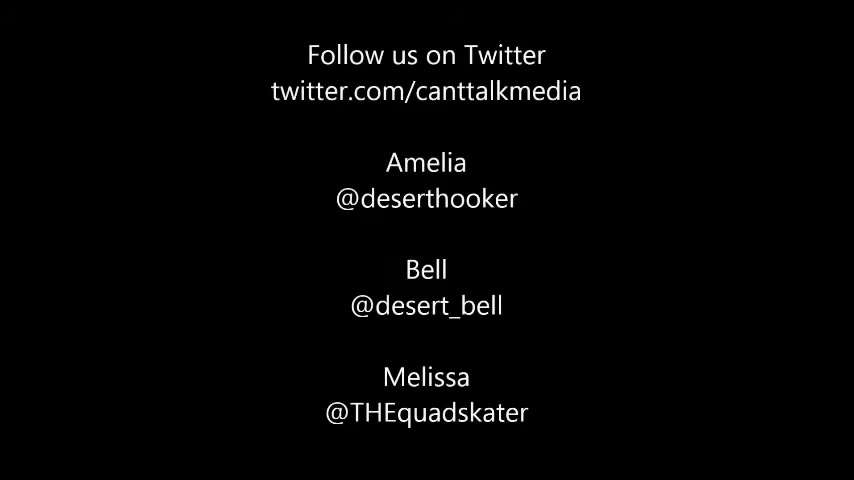 Follow us on Twitter
twitter.com/canttalkmedia
Amelia
@deserthooker
Bell
@desert_bell
Melissa
@THEquadskater